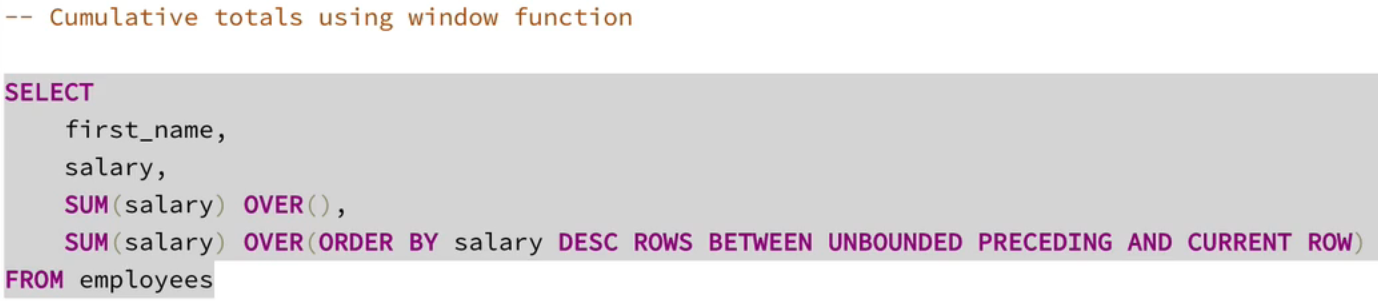 -- Cumulative totals using window function
SELECT
first_name,
salary,
SUM(salary) OVER(),
SUM(salary) OVER(ORDER BY salary DESC ROWS BETWEEN UNBOUNDED PRECEDING AND CURRENT ROW)
FROM employees